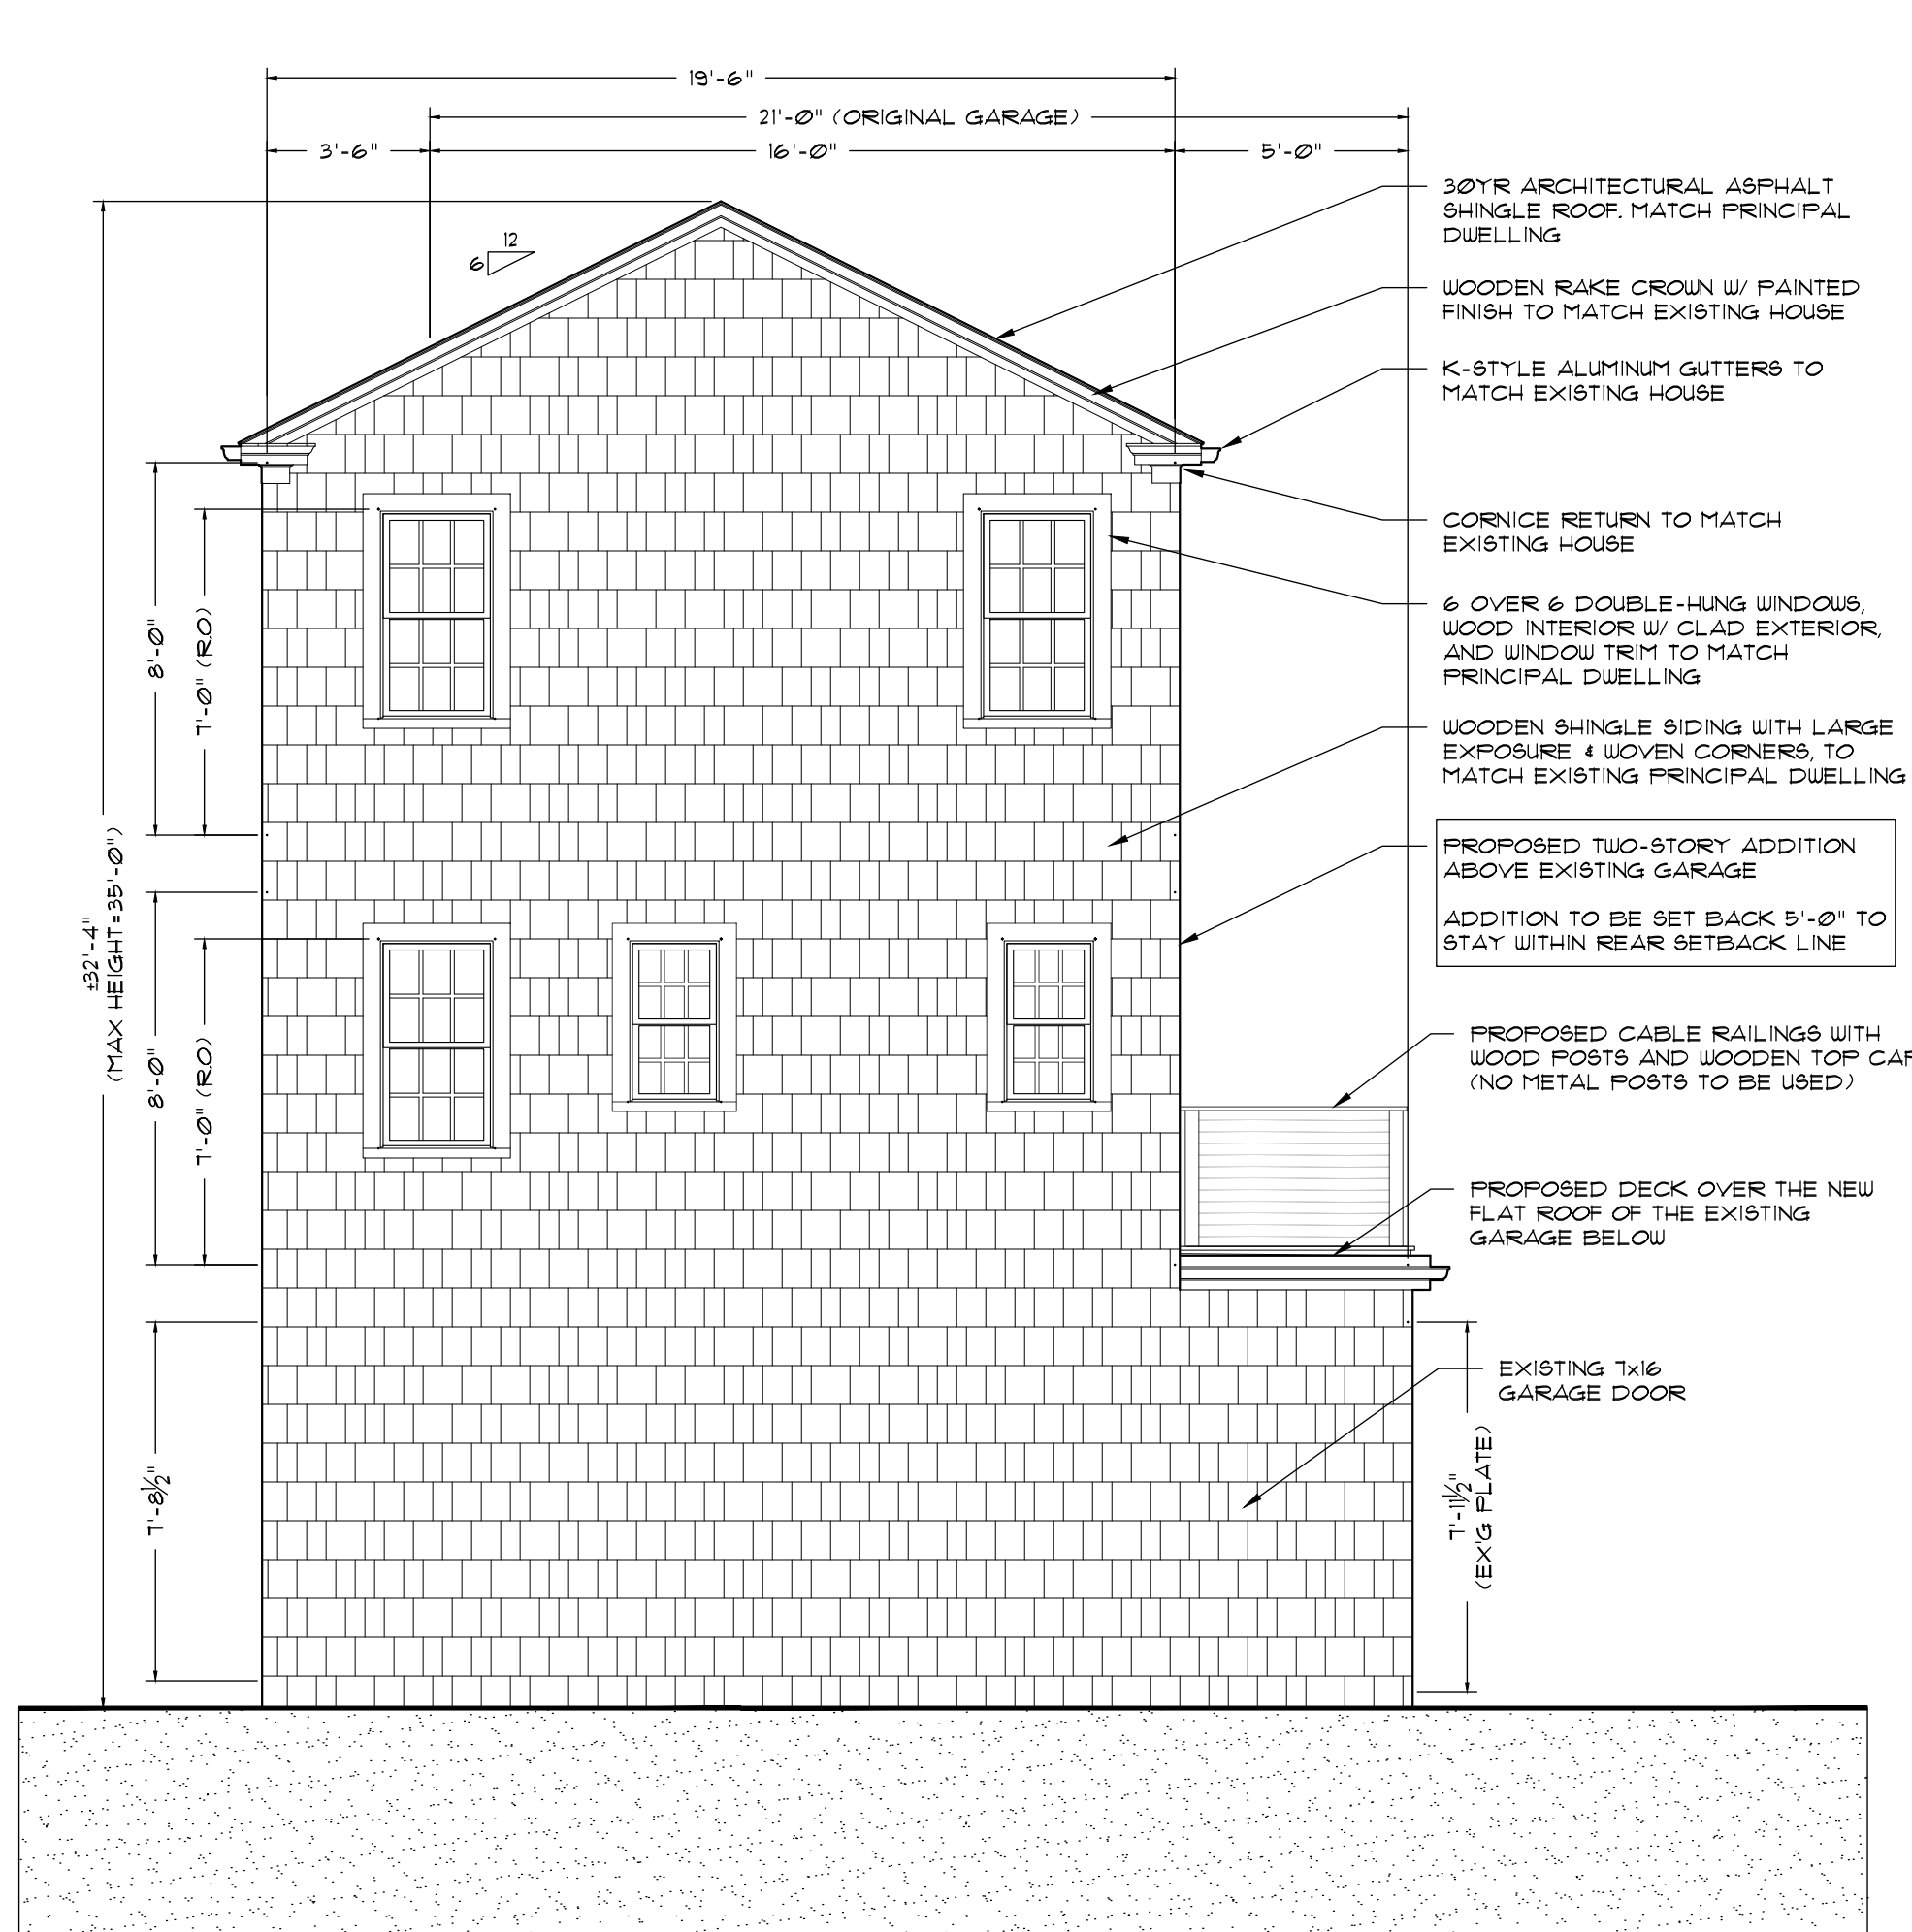 19'-6"
21'-0" (ORIGINAL GARAGE)
3'-6"
16'-0"
5'-0"
12
6
30YR ARCHITECTURAL ASPHALT
SHINGLE ROOF. MATCH PRINCIPAL
DWELLING
WOODEN RAKE CROWN W/ PAINTED
FINISH TO MATCH EXISTING HOUSE
K-STYLE ALUMINUM GUTTERS TO
MATCH EXISTING HOUSE
CORNICE RETURN TO MATCH
EXISTING HOUSE
6 OVER 6 DOUBLE-HUNG WINDOWS,
WOOD INTERIOR W/ CLAD EXTERIOR,
AND WINDOW TRIM TO MATCH
PRINCIPAL DWELLING
WOODEN SHINGLE SIDING WITH LARGE
EXPOSURE & WOVEN CORNERS, TO
MATCH EXISTING PRINCIPAL DWELLING
PROPOSED TWO-STORY ADDITION
ABOVE EXISTING GARAGE
ADDITION TO BE SET BACK 5'-0" TO
STAY WITHIN REAR SETBACK LINE
PROPOSED CABLE RAILINGS WITH
WOOD POSTS AND WOODEN TOP CAP
(NO METAL POSTS TO BE USED)
PROPOSED DECK OVER THE NEW
FLAT ROOF OF THE EXISTING
GARAGE BELOW
EXISTING 7x16
GARAGE DOOR
7'-11½"
(EX'G PLATE)
±32'-4"
(MAX HEIGHT = 35'-0")
8'-0"
7'-0" (R.O)
8'-0"
7'-0" (R.O)
7'-8½"